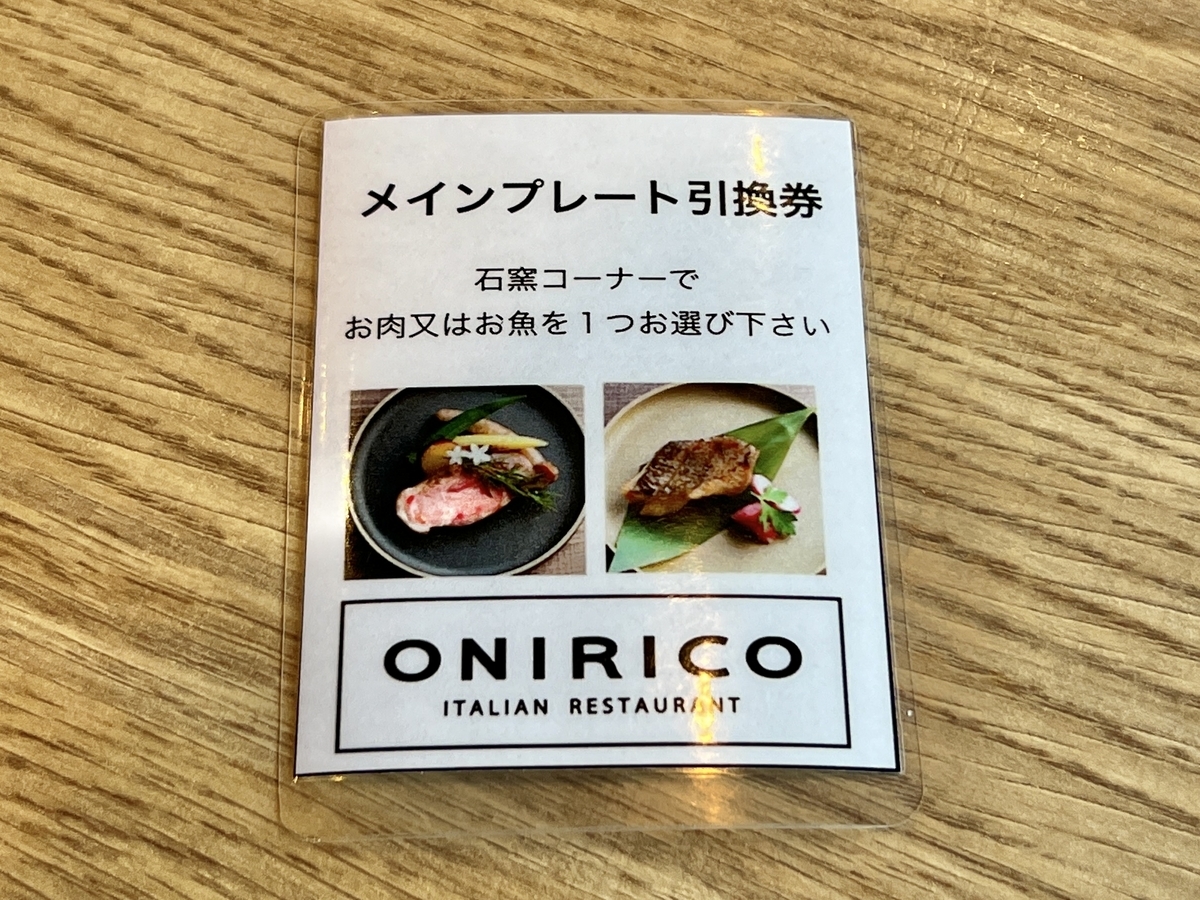 メインプレート引換券
石窯コーナーで
お肉又はお魚を１つお選び下さい
ONIRICO
ITALIAN RESTAURANT